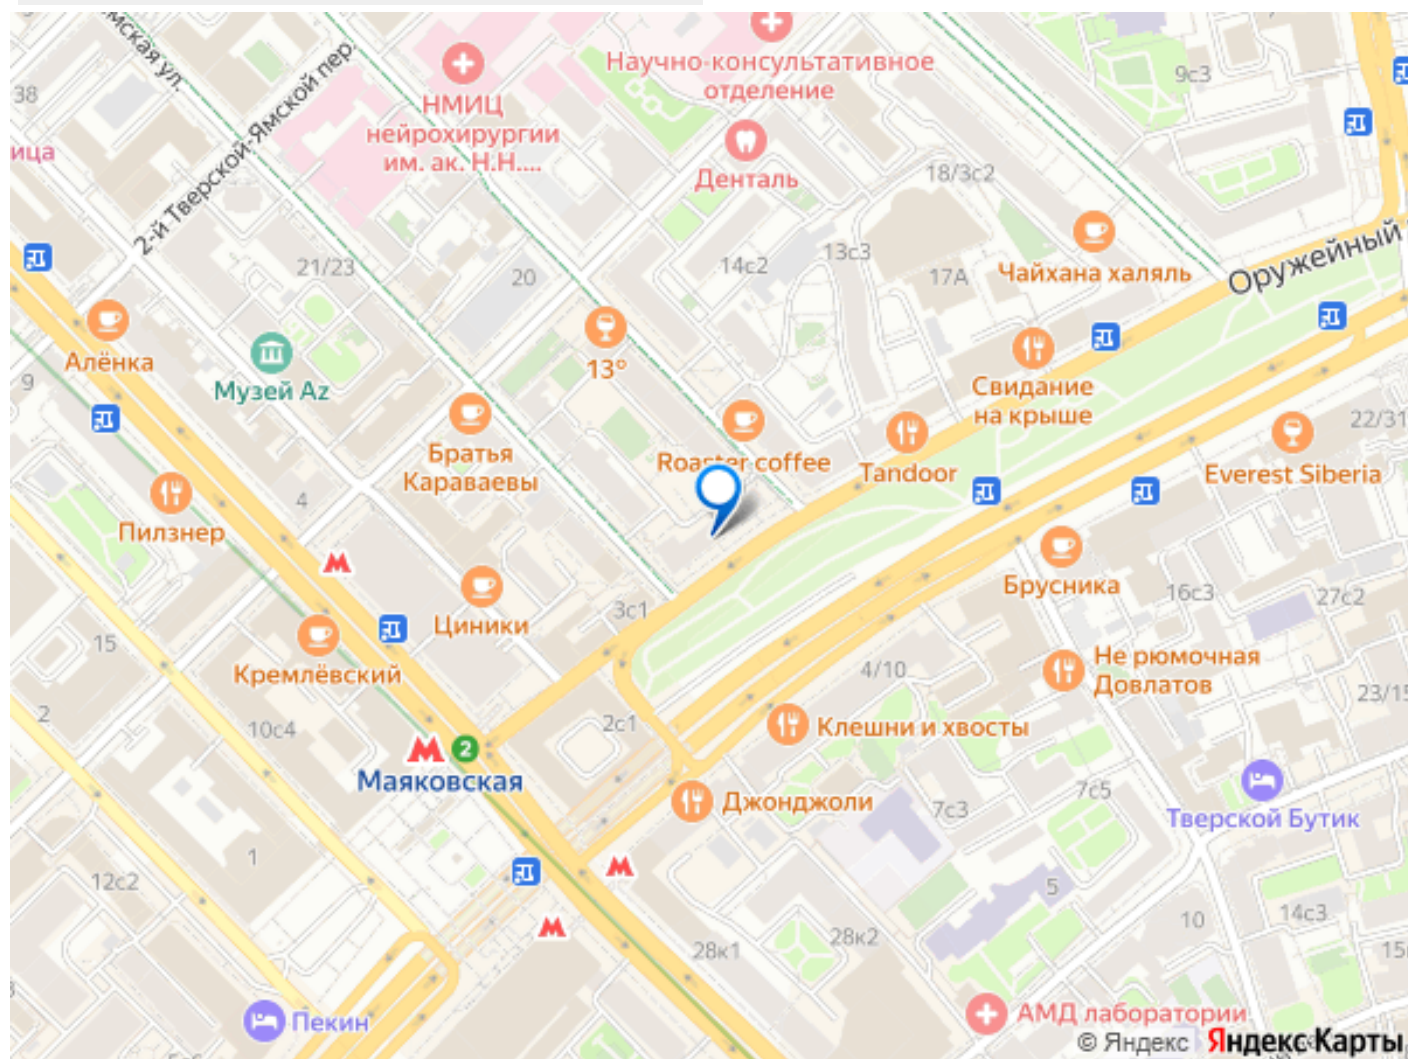 Научно-консультативное
отделение
9с3
38
НМИЦ
нейрохирургии
им. ак. Н.Н....
2-й Тверской-Ямской пер.
Денталь
18/3с2
21/23
20
14с2
13с3
17А
Чайхана халяль
Оружейный
Алёнка
Музей Az
13°
9
Свидание
на крыше
22/31
Братья
Караваевы
Roaster coffee
Tandoor
Everest Siberia
4
Пилзнер
Брусника
16с3
27с2
3с1
Циники
15
Кремлёвский
4/10
Не рюмочная
Довлатов
23/15
2
10с4
2с1
Клешни и хвосты
2
Маяковская
Джонджоли
7с3
7с5
Тверской Бутик
1
12с2
5
10
14с3
28к1
28к2
15
Пекин
АМД лаборатории
5с6
© Яндекс Яндекс Карты